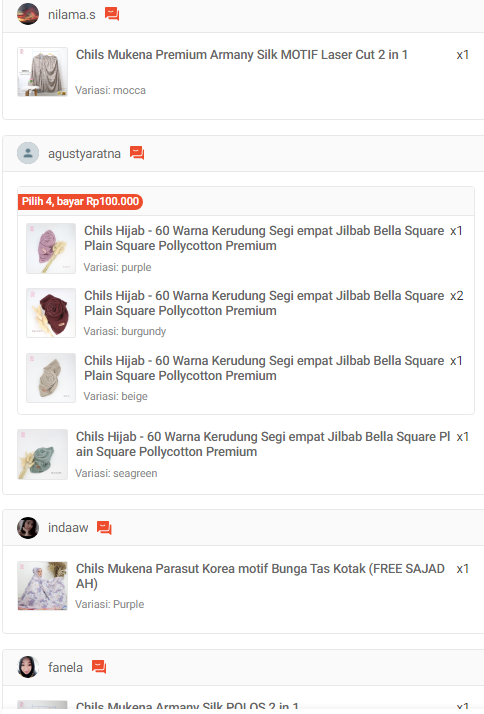 nilama.s
Chils Mukena Premium Armany Silk MOTIF Laser Cut 2 in 1 x1
Variasi: mocca
agustyaratna
Pilih 4, bayar Rp100.000
Chils Hijab - 60 Warna Kerudung Segi empat Jilbab Bella Square x1
Plain Square Pollycotton Premium
Variasi: purple
Chils Hijab - 60 Warna Kerudung Segi empat Jilbab Bella Square x2
Plain Square Pollycotton Premium
Variasi: burgundy
Chils Hijab - 60 Warna Kerudung Segi empat Jilbab Bella Square x1
Plain Square Pollycotton Premium
Variasi: beige
Chils Hijab - 60 Warna Kerudung Segi empat Jilbab Bella Square Pl x1
ain Square Pollycotton Premium
Variasi: seagreen
indaaw
Chils Mukena Parasut Korea motif Bunga Tas Kotak (FREE SAJAD x1
AH)
Variasi: Purple
fanela
Chils Mukena Armany Silk POLOS 2 in 1 x1